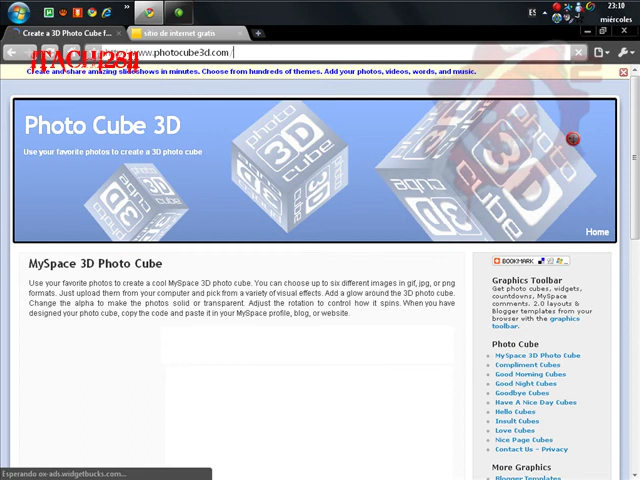 23:10
ES
miércoles
Create a 3D Photo Cube f...
sitio de internet gratis
www.photocube3d.com/
Create and share amazing slideshows in minutes. Choose from hundreds of themes. Add your photos, videos, words, and music.
Photo Cube 3D
Use your favorite photos to create a 3D photo cube
photo 3D cube
Home
MySpace 3D Photo Cube
Use your favorite photos to create a cool MySpace 3D photo cube. You can choose up to six different images in gif, jpg, or png
formats. Just upload them from your computer and pick from a variety of visual effects. Add a glow around the 3D photo cube.
Change the alpha to make the photos solid or transparent. Adjust the rotation to control how it spins. When you have
designed your photo cube, copy the code and paste it in your MySpace profile, blog, or website.
BOOKMARK
Graphics Toolbar
Get photo cubes, widgets,
countdowns, MySpace
comments. 2.0 layouts &
Blogger templates from your
browser with the graphics
toolbar.
Photo Cube
MySpace 3D Photo Cube
Compliment Cubes
Good Morning Cubes
Good Night Cubes
Goodbye Cubes
Have A Nice Day Cubes
Hello Cubes
Insult Cubes
Love Cubes
Nice Page Cubes
Contact Us - Privacy
More Graphics
Blogger Templates
Esperando ox-ads.widgetbucks.com...